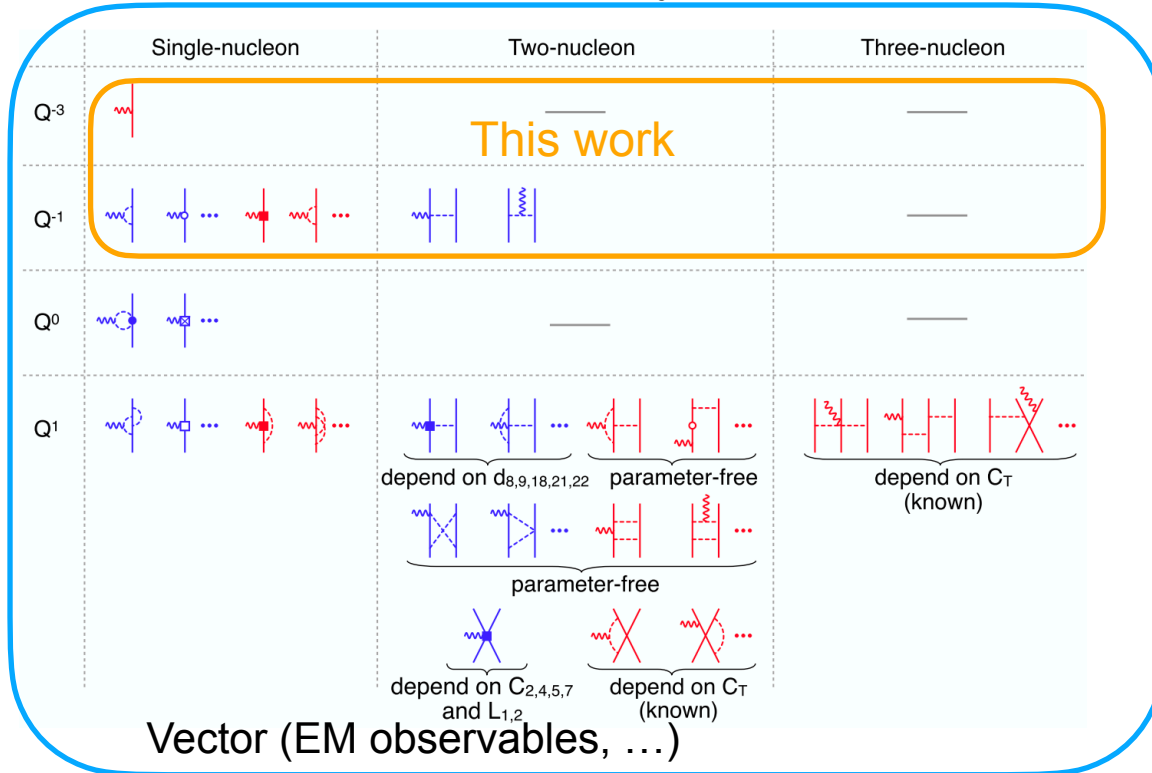 Single-nucleon Two-nucleon Three-nucleon
Q⁻³
This work
Q⁻¹
Q⁰
Q¹
depend on d₈,₉,₁₈,₂₁,₂₂ parameter-free depend on C_T
(known)
parameter-free
depend on C₂,₄,₅,₇ depend on C_T
and L₁,₂ (known)
Vector (EM observables, …)